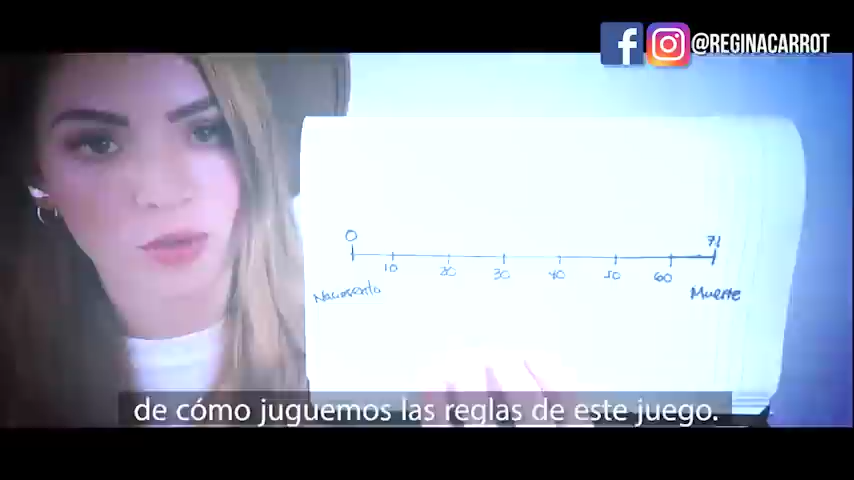 @REGINACARROT
0 71
10 20 30 40 50 60
Nacimiento Muerte
de cómo juguemos las reglas de este juego.